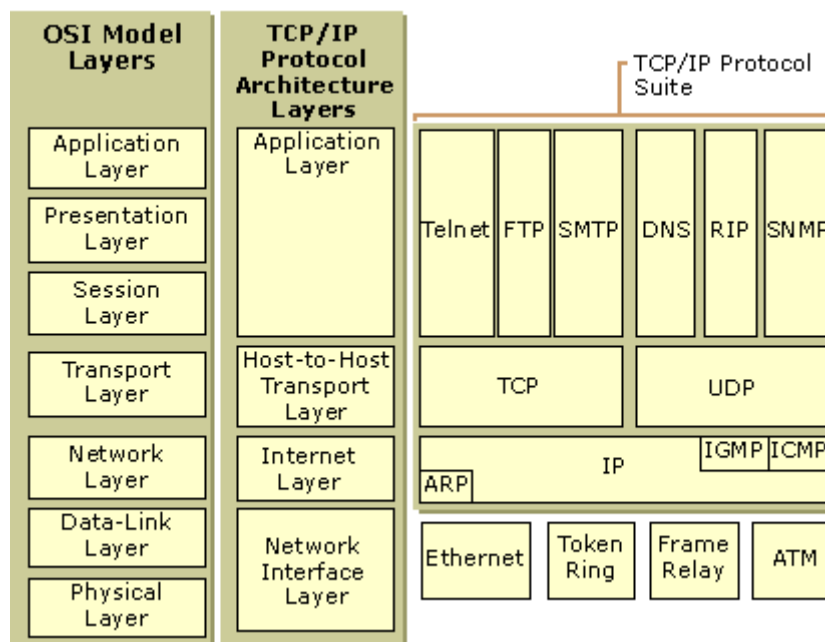 OSI Model
Layers
Application
Layer
Presentation
Layer
Session
Layer
Transport
Layer
Network
Layer
Data-Link
Layer
Physical
Layer
TCP/IP
Protocol
Architecture
Layers
Application
Layer
Host-to-Host
Transport
Layer
Internet
Layer
Network
Interface
Layer
TCP/IP Protocol
Suite
Telnet
FTP
SMTP
DNS
RIP
SNMP
TCP
UDP
IP
IGMP
ICMP
ARP
Ethernet
Token
Ring
Frame
Relay
ATM